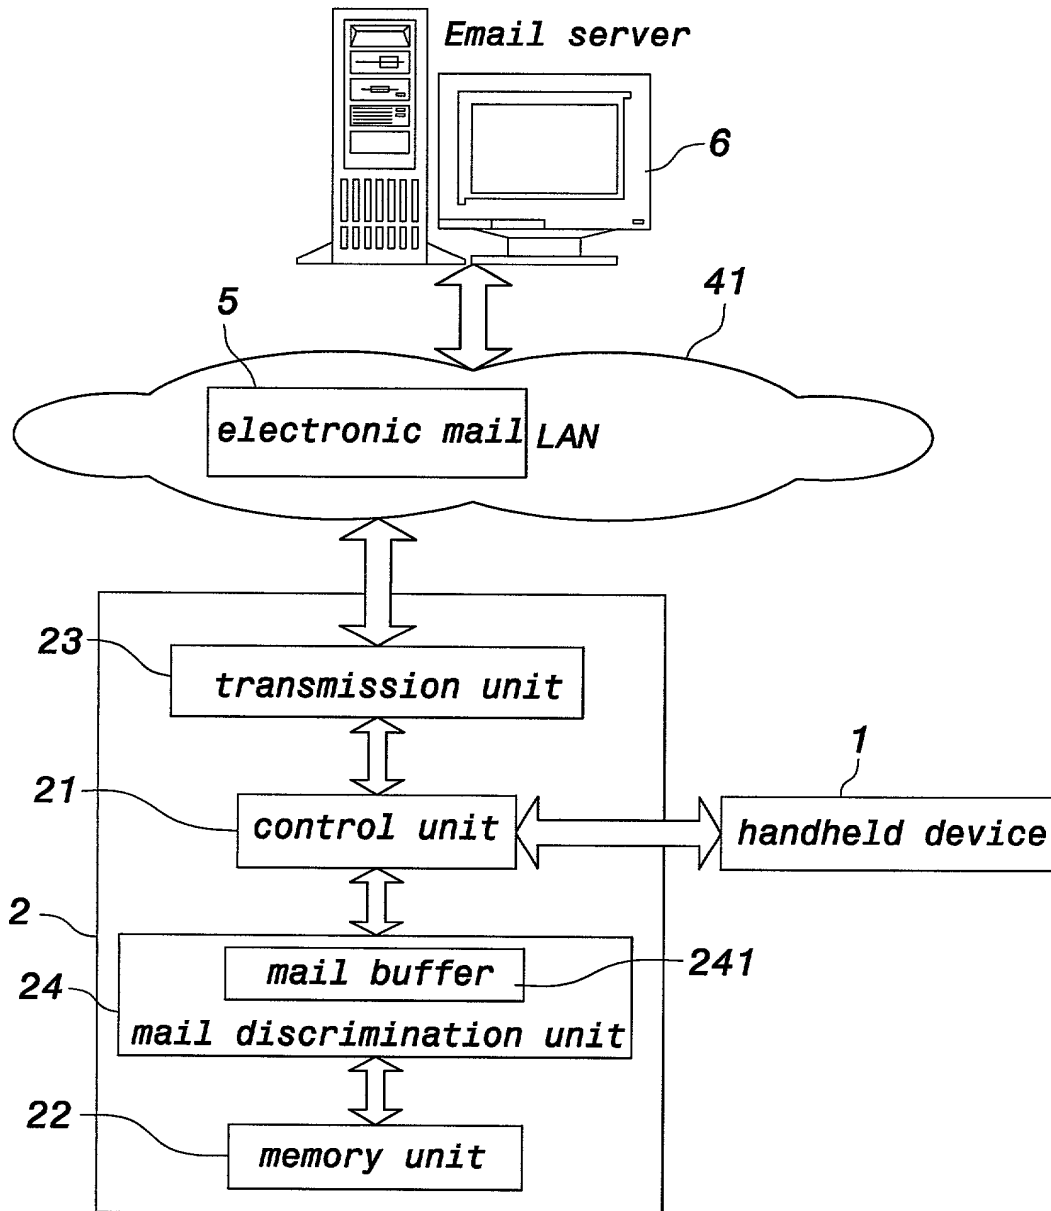 Email server
6
41
5
electronic mail LAN
23
transmission unit
1
21
control unit
handheld device
2
mail buffer
241
24
mail discrimination unit
22
memory unit